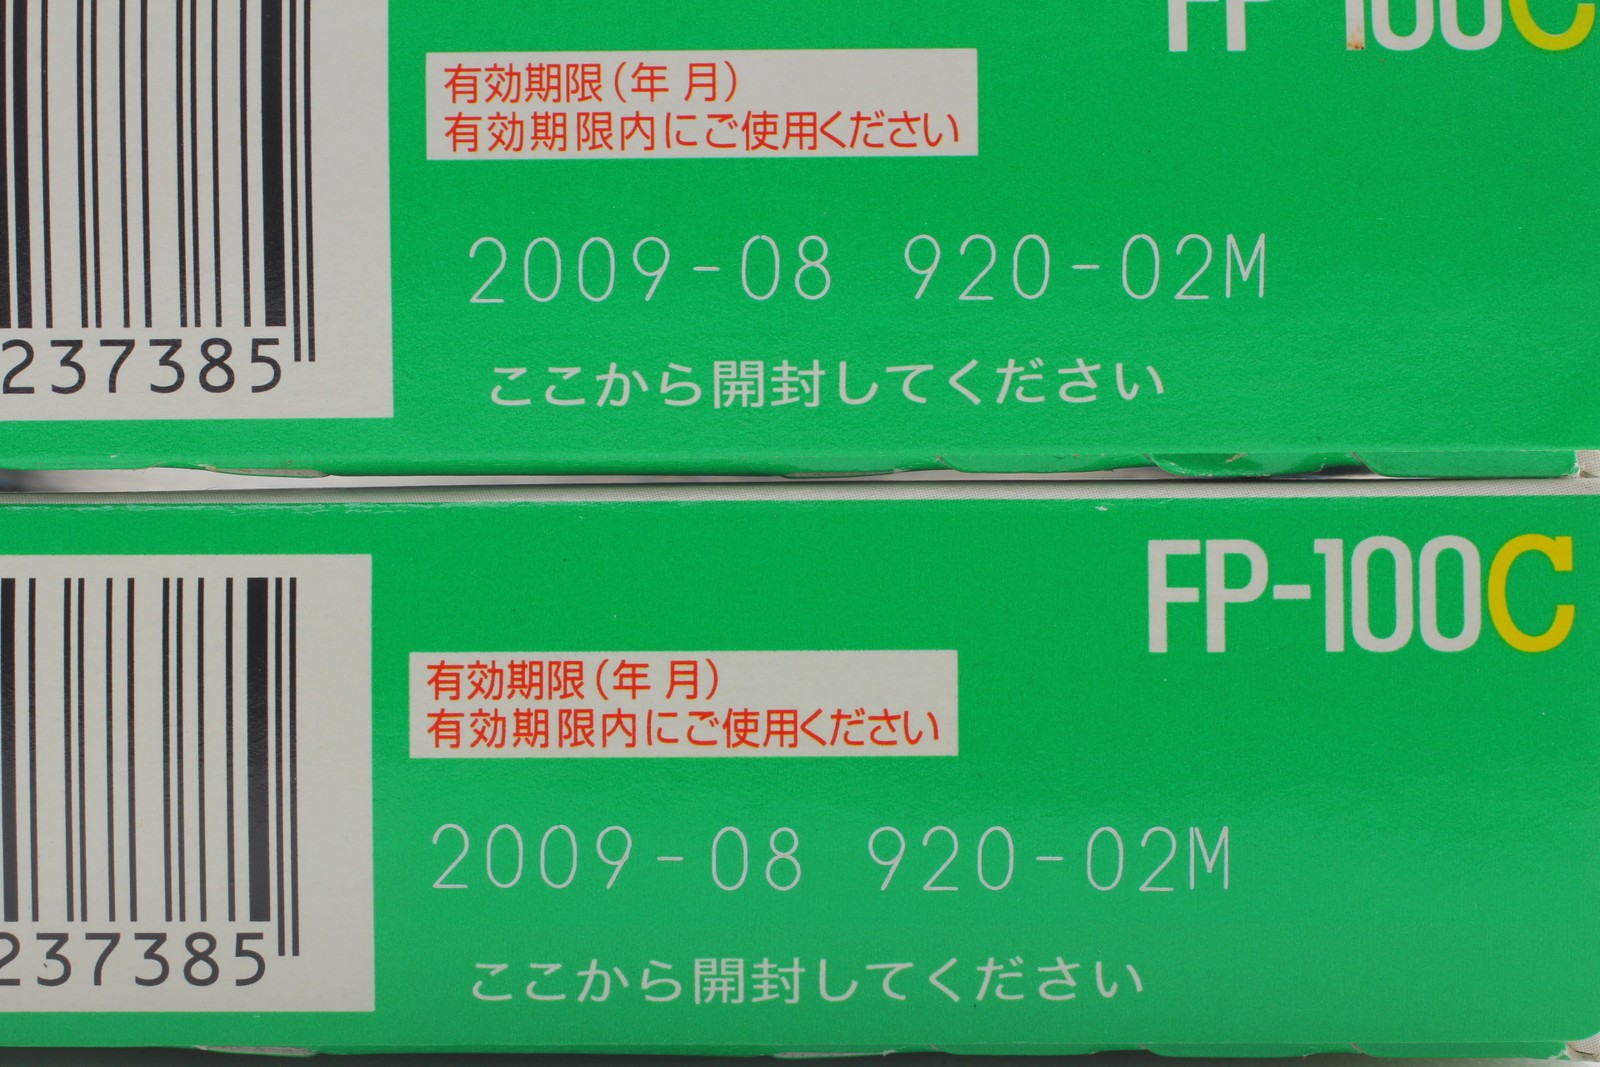 FP-100C
有効期限(年 月)
有効期限内にご使用ください
2009-08 920-02M
237385
ここから開封してください
FP-100C
有効期限(年 月)
有効期限内にご使用ください
2009-08 920-02M
237385
ここから開封してください